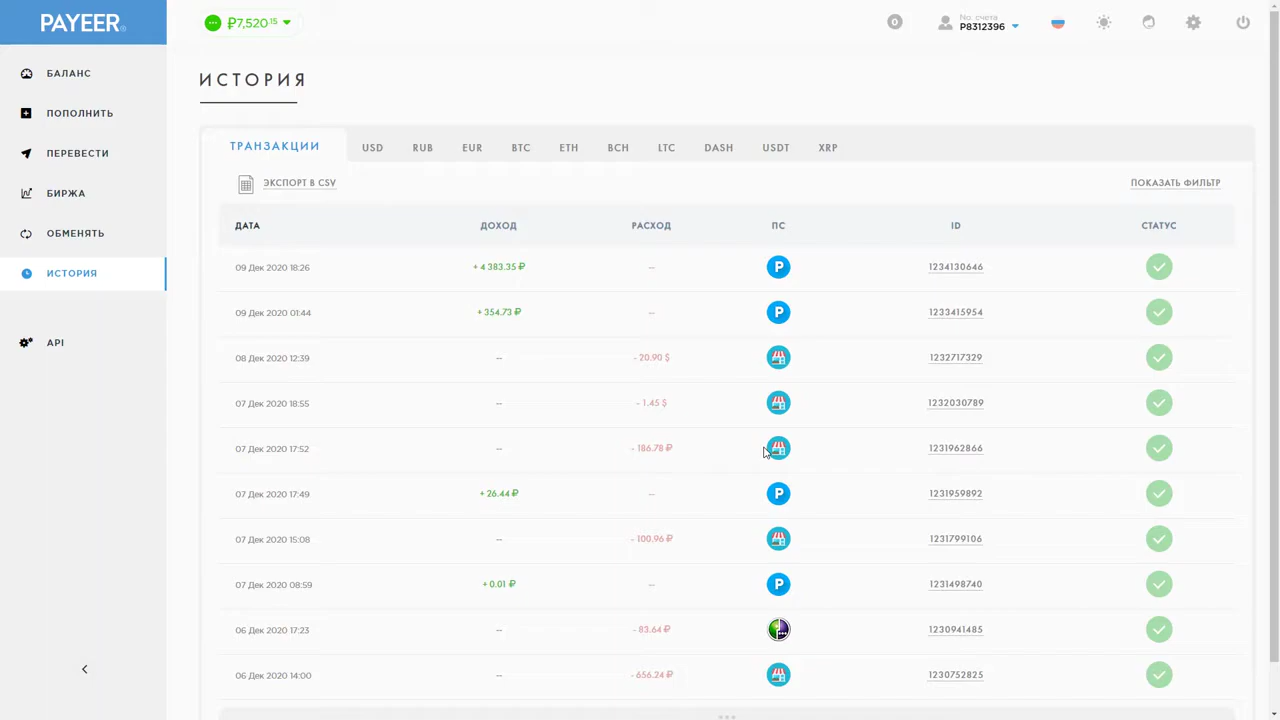 PAYEER®
₽7,520.15
0
No. счета
P8312396
БАЛАНС
ПОПОЛНИТЬ
ПЕРЕВЕСТИ
БИРЖА
ОБМЕНЯТЬ
ИСТОРИЯ
API
ИСТОРИЯ
ТРАНЗАКЦИИ USD RUB EUR BTC ETH BCH LTC DASH USDT XRP
ЭКСПОРТ В CSV ПОКАЗАТЬ ФИЛЬТР
ДАТА ДОХОД РАСХОД ПС ID СТАТУС
09 Дек 2020 18:26 + 4 383.35 ₽ -- P 1234130646
09 Дек 2020 01:44 + 354.73 ₽ -- P 1233415954
08 Дек 2020 12:39 -- - 20.90 $ 1232717329
07 Дек 2020 18:55 -- - 1.45 $ 1232030789
07 Дек 2020 17:52 -- - 186.78 ₽ 1231962866
07 Дек 2020 17:49 + 26.44 ₽ -- P 1231959892
07 Дек 2020 15:08 -- - 100.96 ₽ 1231799106
07 Дек 2020 08:59 + 0.01 ₽ -- P 1231498740
06 Дек 2020 17:23 -- - 83.64 ₽ 1230941485
06 Дек 2020 14:00 -- - 656.24 ₽ 1230752825